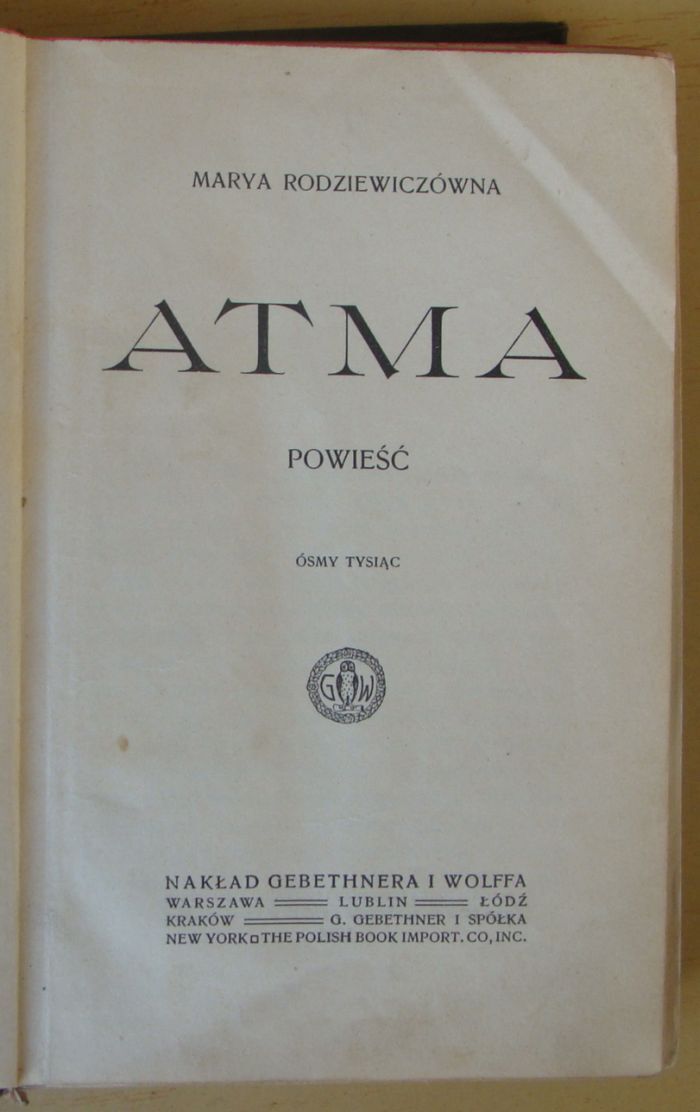 MARYA RODZIEWICZÓWNA
ATMA
POWIEŚĆ
ÓSMY TYSIĄC
G W
NAKŁAD GEBETHNERA I WOLFFA
WARSZAWA LUBLIN ŁÓDŹ
KRAKÓW G. GEBETHNER I SPÓŁKA
NEW YORK THE POLISH BOOK IMPORT. CO, INC.